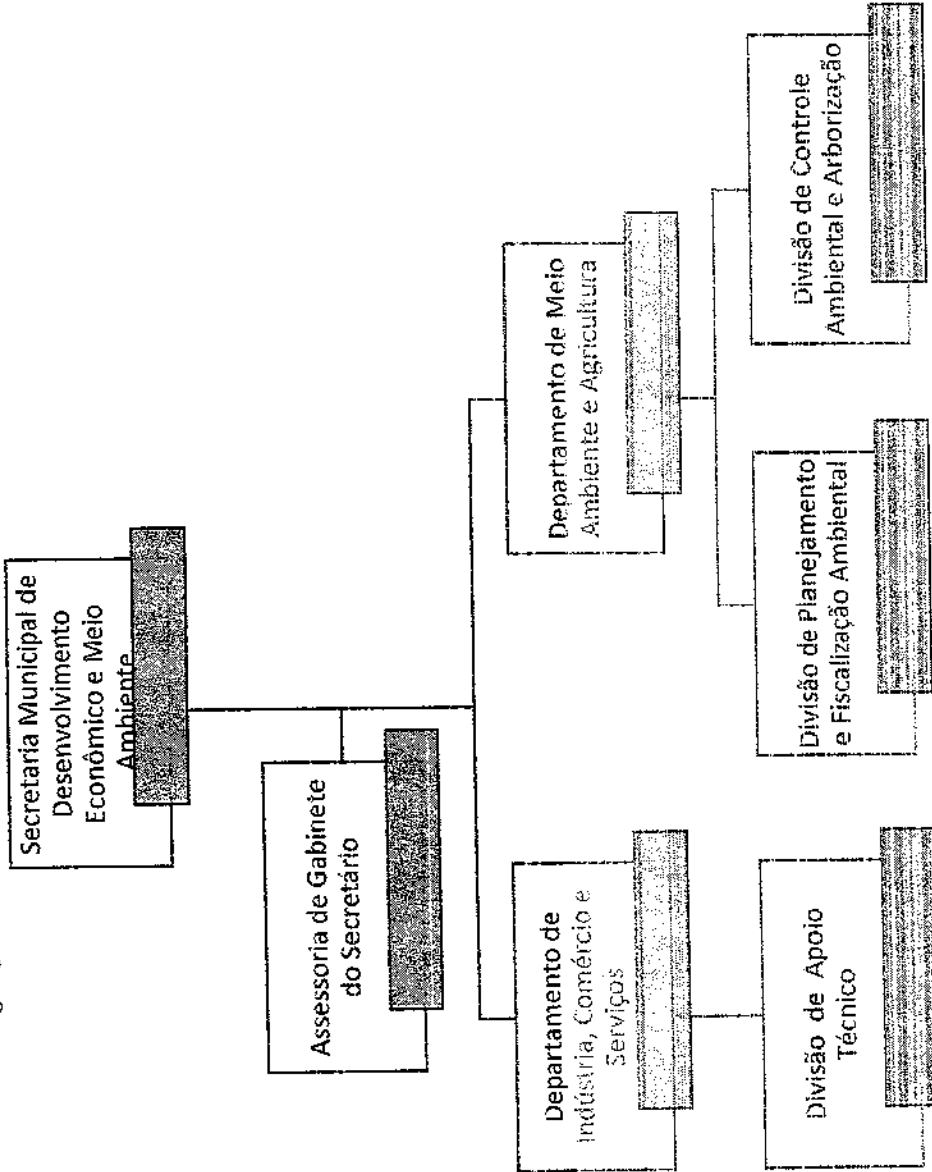 Secretaria Municipal de
Desenvolvimento
Econômico e Meio
Ambiente
Assessoria de Gabinete
do Secretário
Departamento de
Indústria, Comércio e
Serviços
Departamento de Meio
Ambiente e Agricultura
Divisão de Apoio
Técnico
Divisão de Planejamento
e Fiscalização Ambiental
Divisão de Controle
Ambiental e Arborização